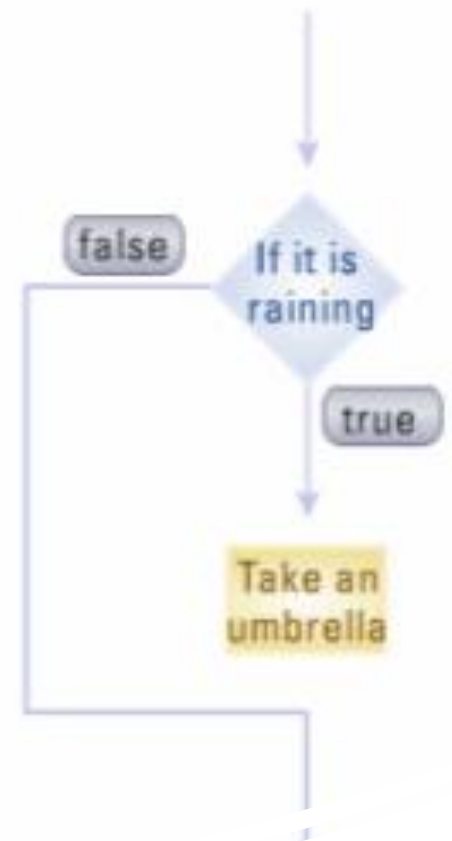 false
If it is
raining
true
Take an
umbrella